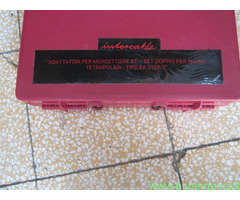 intercable
"ADATTATORI PER MORSETTIERE BT - SET DOPPIO PER PUNTI
TETRAPOLARI - TIPO